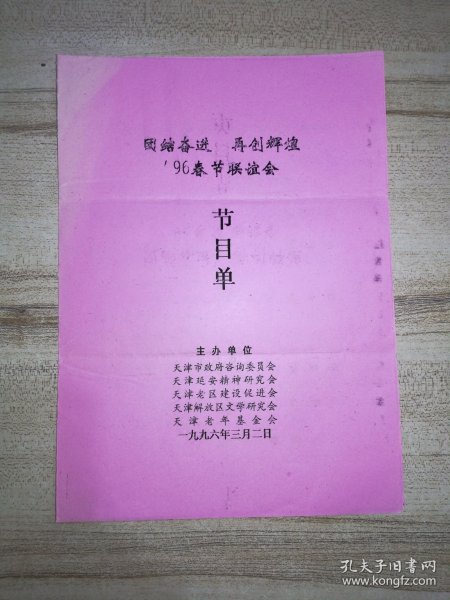 团结奋进 再创辉煌
'96春节联谊会
节
目
单
主办单位
天津市政府咨询委员会
天津延安精神研究会
天津老区建设促进会
天津解放区文学研究会
天津老年基金会
一九九六年三月二日
孔夫子旧书网
www.kongfz.com